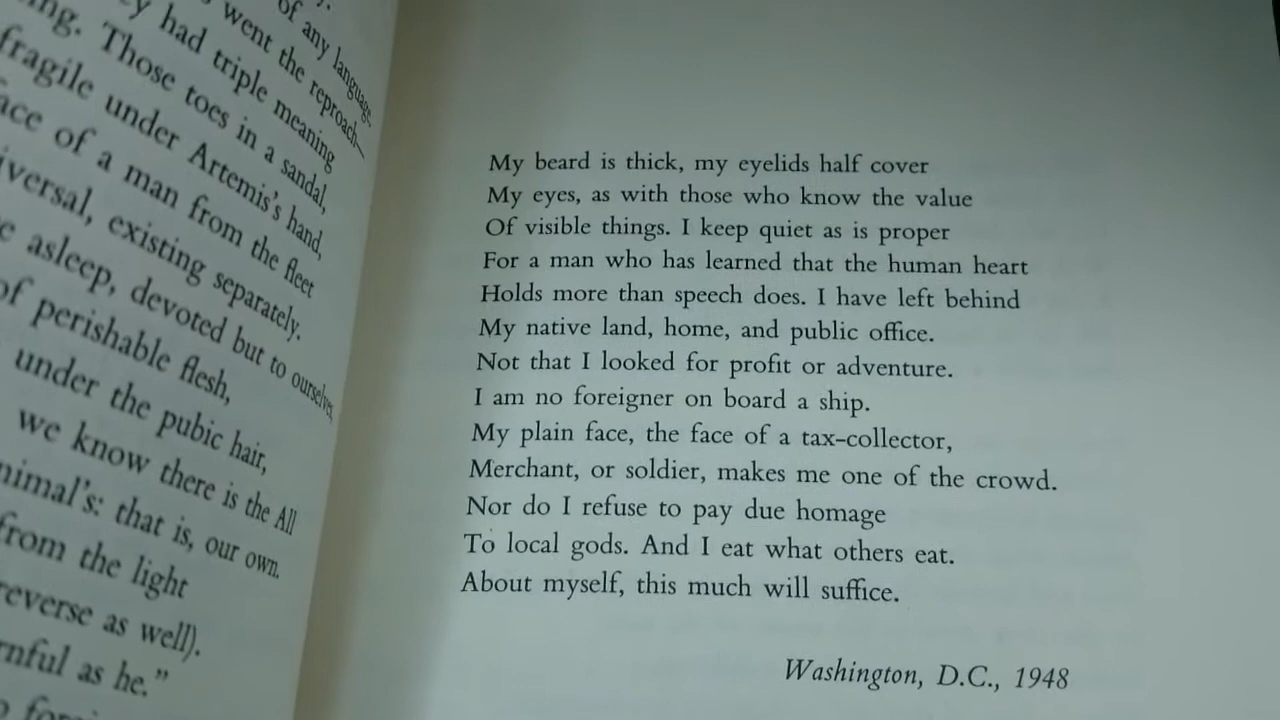 of any language.
went the reproach—
had triple meaning
Those toes in a sandal,
fragile under Artemis's hand,
of a man from the fleet
existing separately.
asleep, devoted but to ourselves,
of perishable flesh,
under the pubic hair,
we know there is the All
that is, our own.
from the light
reverse as well).
as he.”
My beard is thick, my eyelids half cover
My eyes, as with those who know the value
Of visible things. I keep quiet as is proper
For a man who has learned that the human heart
Holds more than speech does. I have left behind
My native land, home, and public office.
Not that I looked for profit or adventure.
I am no foreigner on board a ship.
My plain face, the face of a tax-collector,
Merchant, or soldier, makes me one of the crowd.
Nor do I refuse to pay due homage
To local gods. And I eat what others eat.
About myself, this much will suffice.
Washington, D.C., 1948